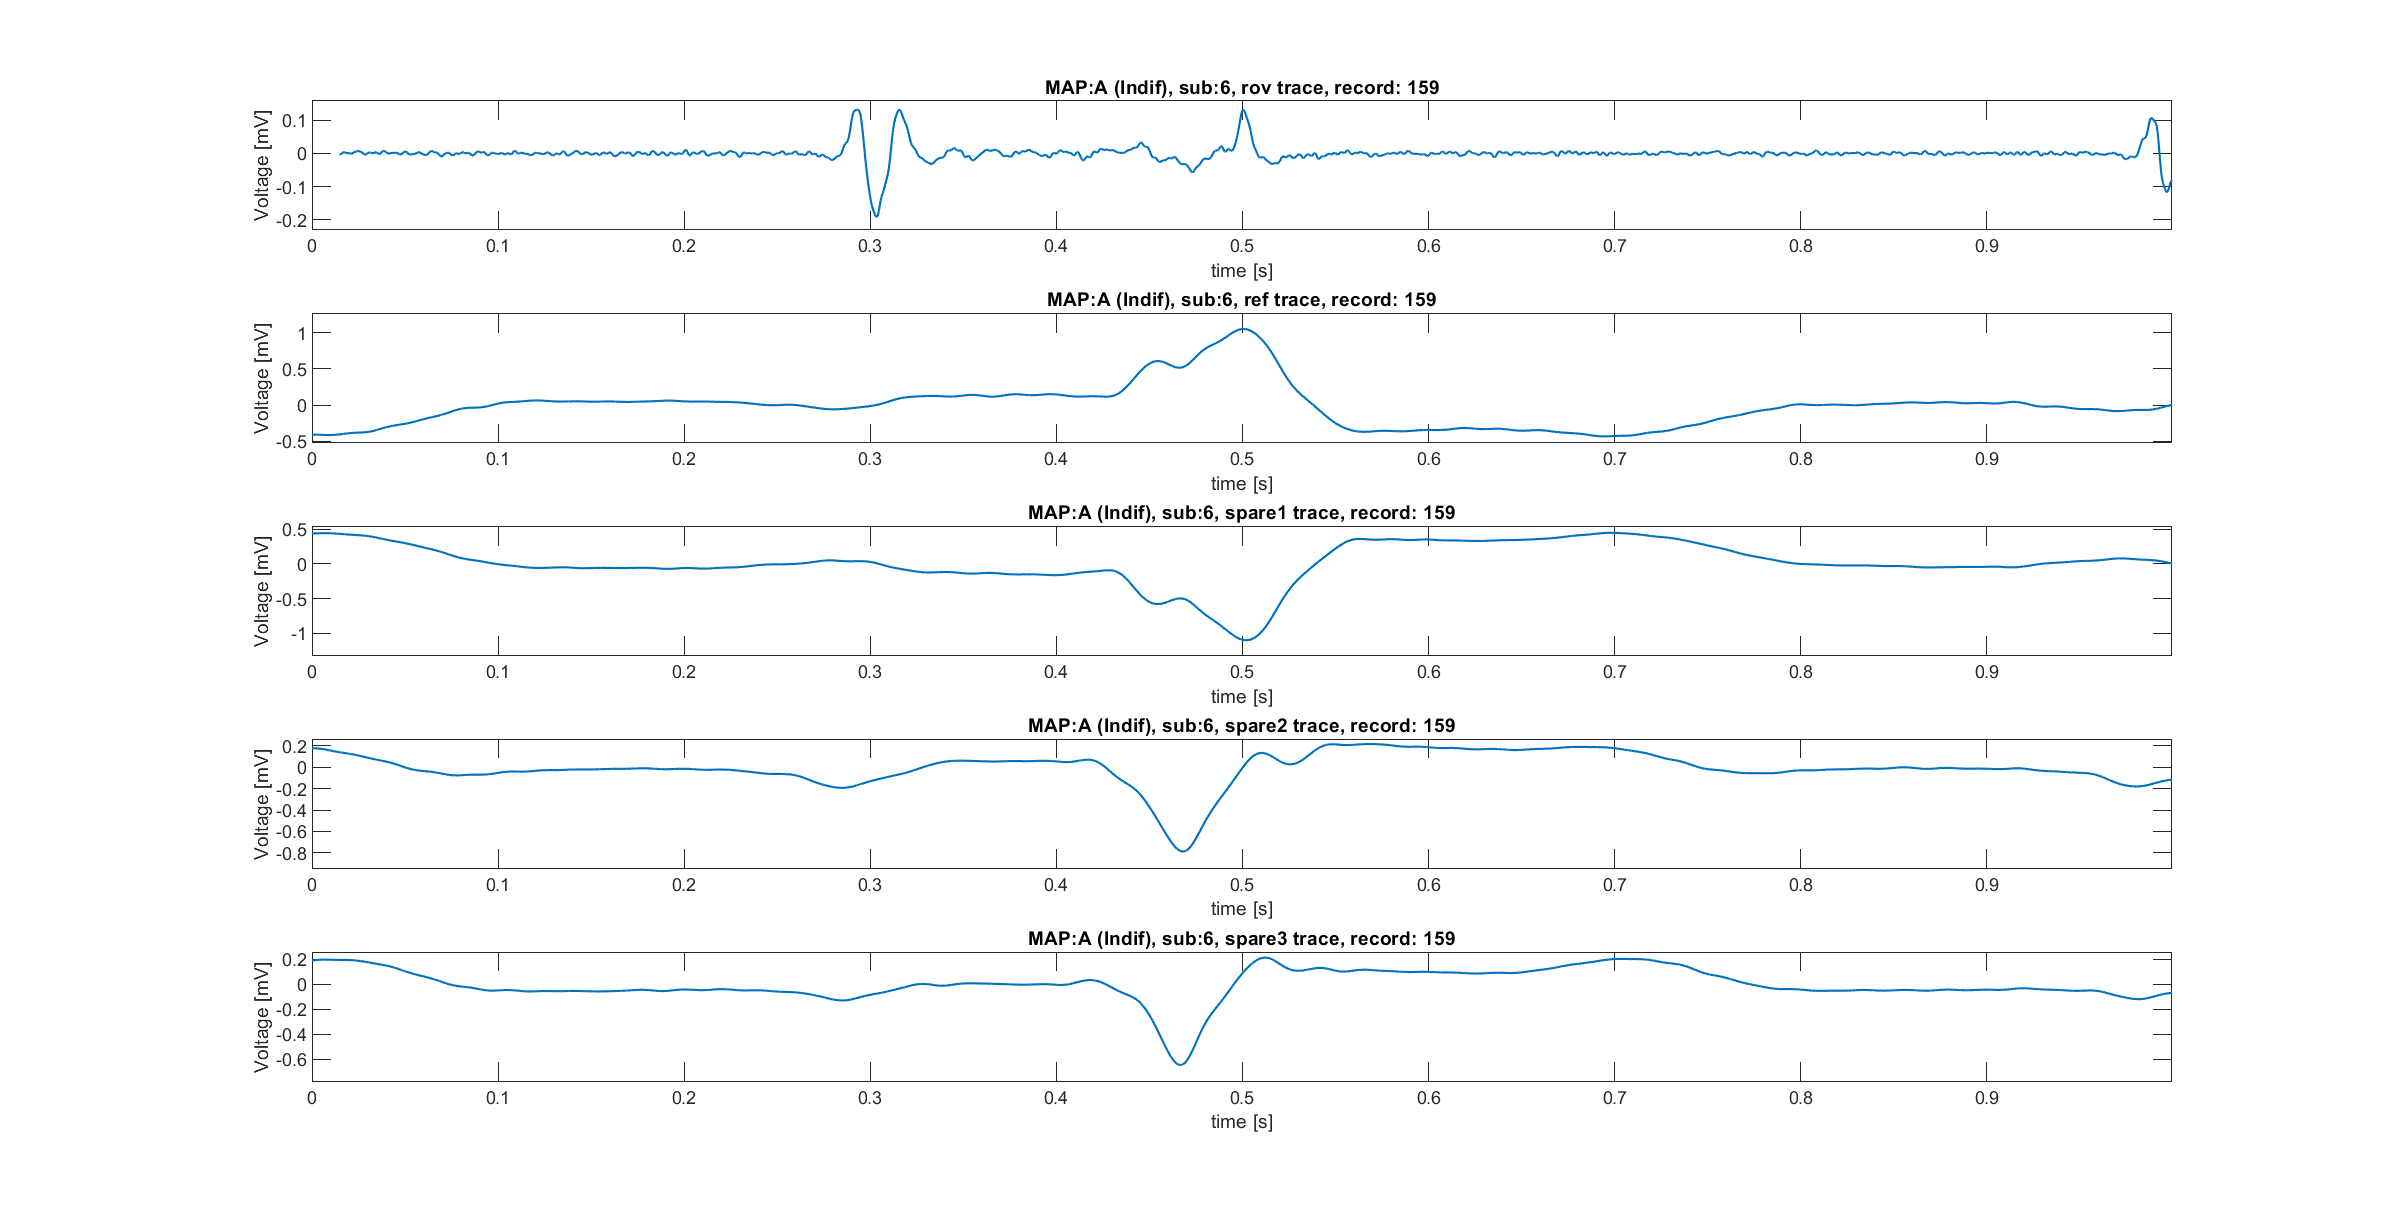 MAP:A (Indif), sub:6, rov trace, record: 159
Voltage [mV]
0.1
0
-0.1
-0.2
0 0.1 0.2 0.3 0.4 0.5 0.6 0.7 0.8 0.9
time [s]
MAP:A (Indif), sub:6, ref trace, record: 159
Voltage [mV]
1
0.5
0
-0.5
0 0.1 0.2 0.3 0.4 0.5 0.6 0.7 0.8 0.9
time [s]
MAP:A (Indif), sub:6, spare1 trace, record: 159
Voltage [mV]
0.5
0
-0.5
-1
0 0.1 0.2 0.3 0.4 0.5 0.6 0.7 0.8 0.9
time [s]
MAP:A (Indif), sub:6, spare2 trace, record: 159
Voltage [mV]
0.2
0
-0.2
-0.4
-0.6
-0.8
0 0.1 0.2 0.3 0.4 0.5 0.6 0.7 0.8 0.9
time [s]
MAP:A (Indif), sub:6, spare3 trace, record: 159
Voltage [mV]
0.2
0
-0.2
-0.4
-0.6
0 0.1 0.2 0.3 0.4 0.5 0.6 0.7 0.8 0.9
time [s]